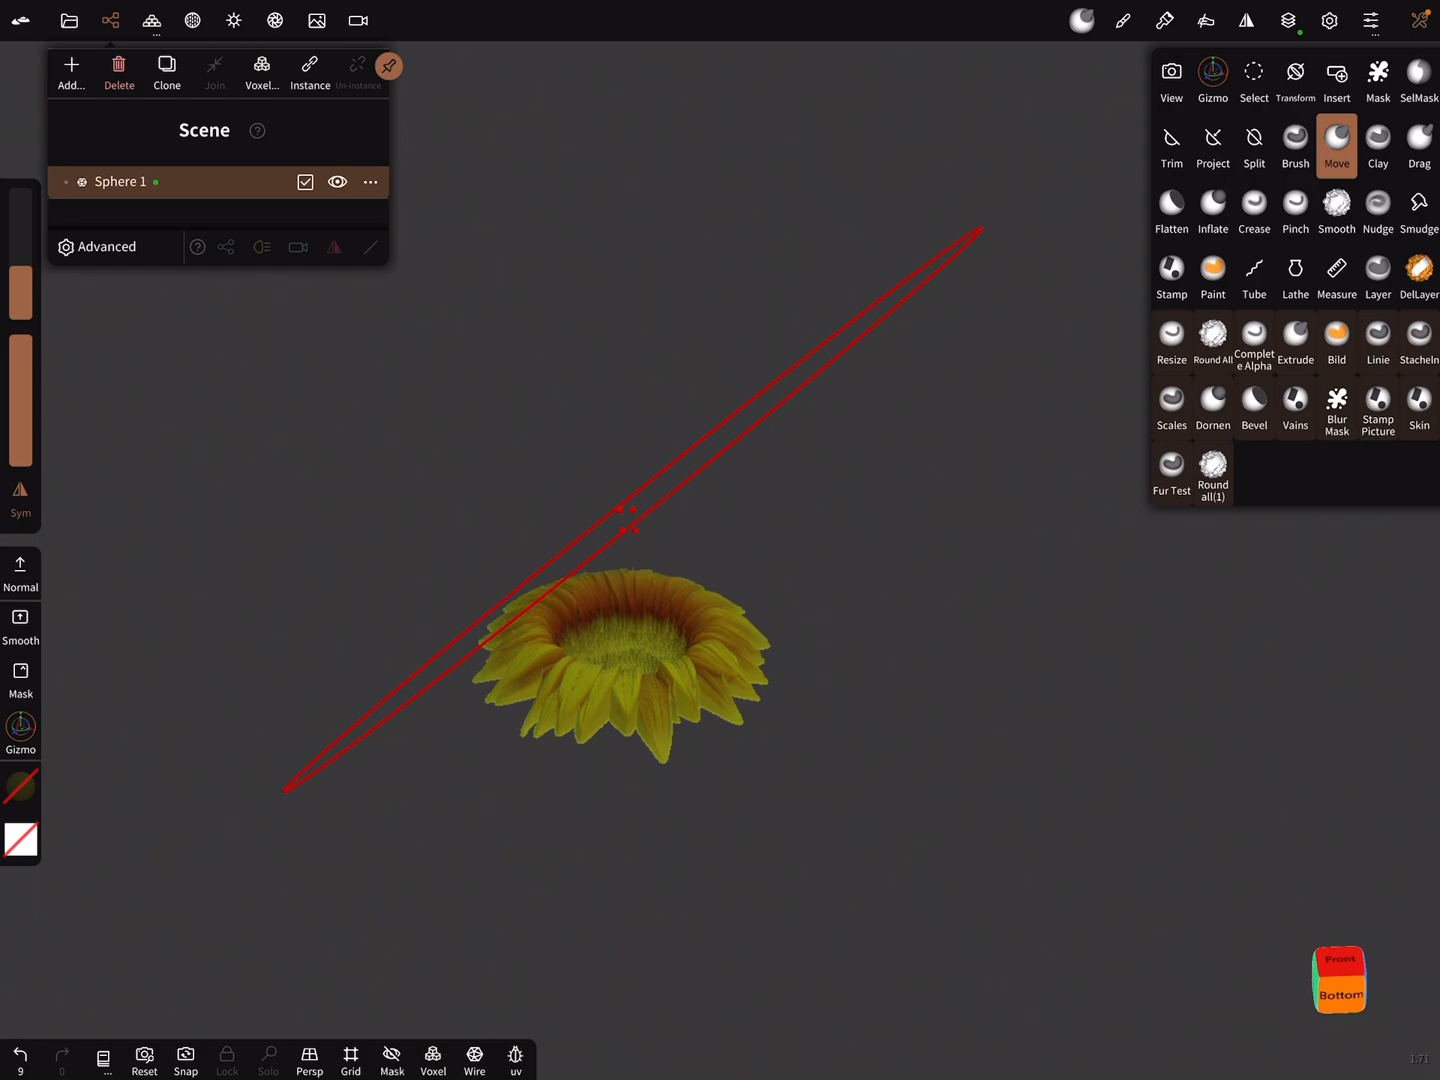 Add...
Delete
Clone
Join
Voxel...
Instance
Un-instance
Scene
?
Sphere 1
Advanced
?
Sym
Normal
Smooth
Mask
Gizmo
View
Gizmo
Select
Transform
Insert
Mask
SelMask
Trim
Project
Split
Brush
Move
Clay
Drag
Flatten
Inflate
Crease
Pinch
Smooth
Nudge
Smudge
Stamp
Paint
Tube
Lathe
Measure
Layer
DelLayer
Resize
Round All
Complet
e Alpha
Extrude
Bild
Linie
Stacheln
Scales
Dornen
Bevel
Vains
Blur
Mask
Stamp
Picture
Skin
Fur Test
Round
all(1)
Front
Bottom
9
0
...
Reset
Snap
Lock
Solo
Persp
Grid
Mask
Voxel
Wire
uv
1.71